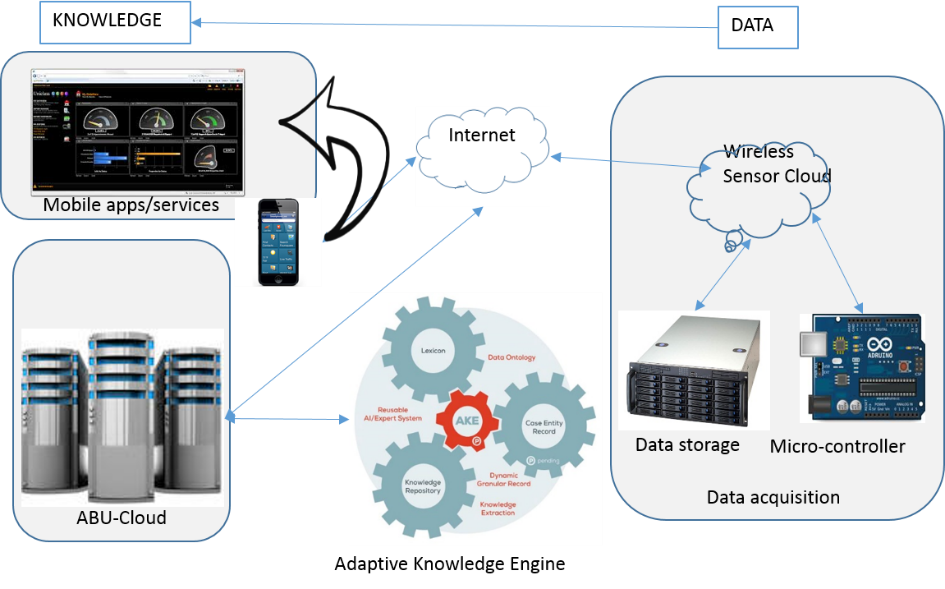 KNOWLEDGE
DATA
Internet
Wireless
Sensor Cloud
Mobile apps/services
Lexicon
Data Ontology
Reusable
AI/Expert System
AKE
Case Entity
Record
pending
Knowledge
Repository
Dynamic
Granular Record
Knowledge
Extraction
ARDUINO
Data storage
Micro-controller
Data acquisition
ABU-Cloud
Adaptive Knowledge Engine